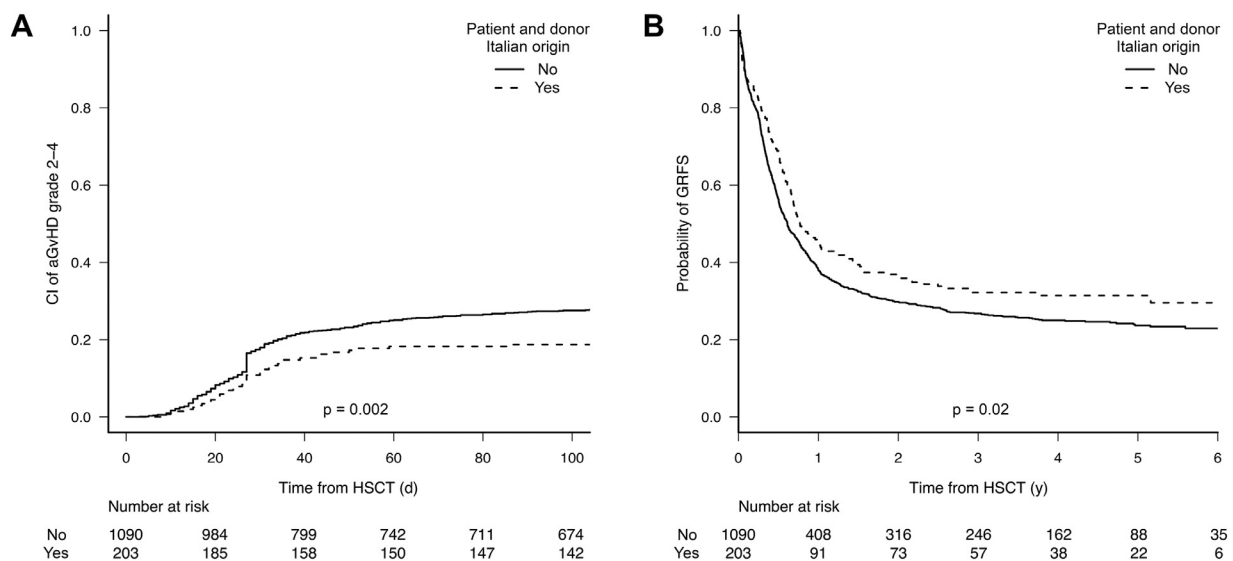 A
Patient and donor
Italian origin
No
Yes
CI of aGvHD grade 2–4
1.0
0.8
0.6
0.4
0.2
0.0
p = 0.002
0 20 40 60 80 100
Time from HSCT (d)
Number at risk
No 1090 984 799 742 711 674
Yes 203 185 158 150 147 142
B
Patient and donor
Italian origin
No
Yes
Probability of GRFS
1.0
0.8
0.6
0.4
0.2
0.0
p = 0.02
0 1 2 3 4 5 6
Time from HSCT (y)
Number at risk
No 1090 408 316 246 162 88 35
Yes 203 91 73 57 38 22 6